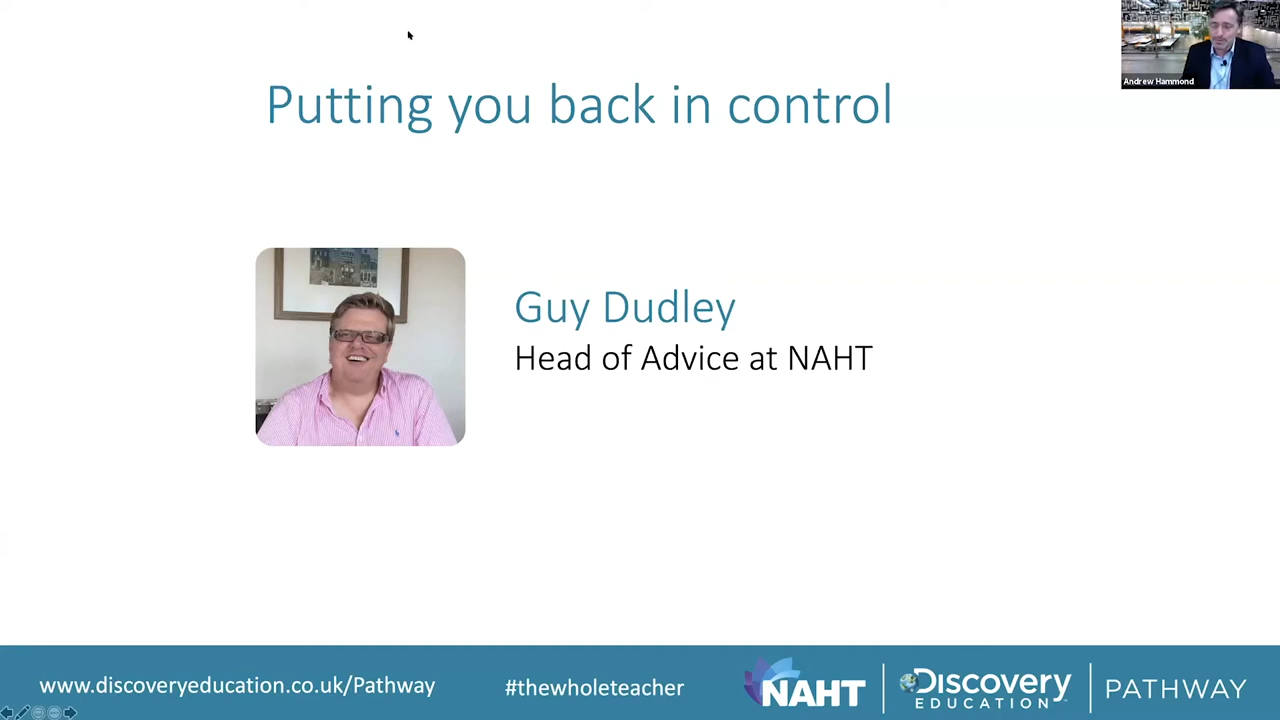 Putting you back in control
Andrew Hammond
Guy Dudley
Head of Advice at NAHT
www.discoveryeducation.co.uk/Pathway
#thewholeteacher
NAHT
Discovery
EDUCATION™
PATHWAY